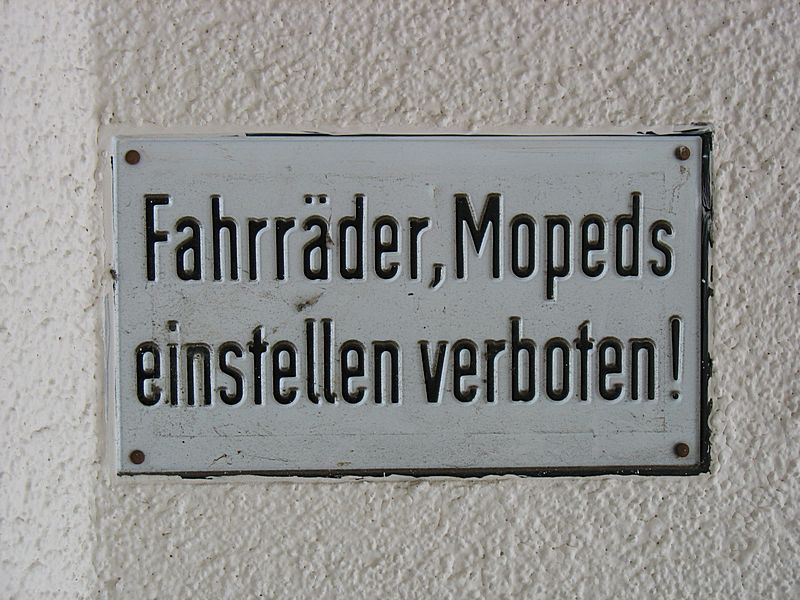 Fahrräder, Mopeds
einstellen verboten!